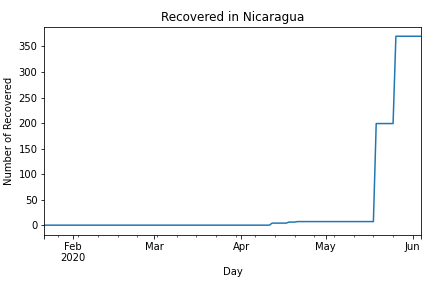 Recovered in Nicaragua
Number of Recovered
350
300
250
200
150
100
50
0
Feb
2020
Mar
Apr
May
Jun
Day